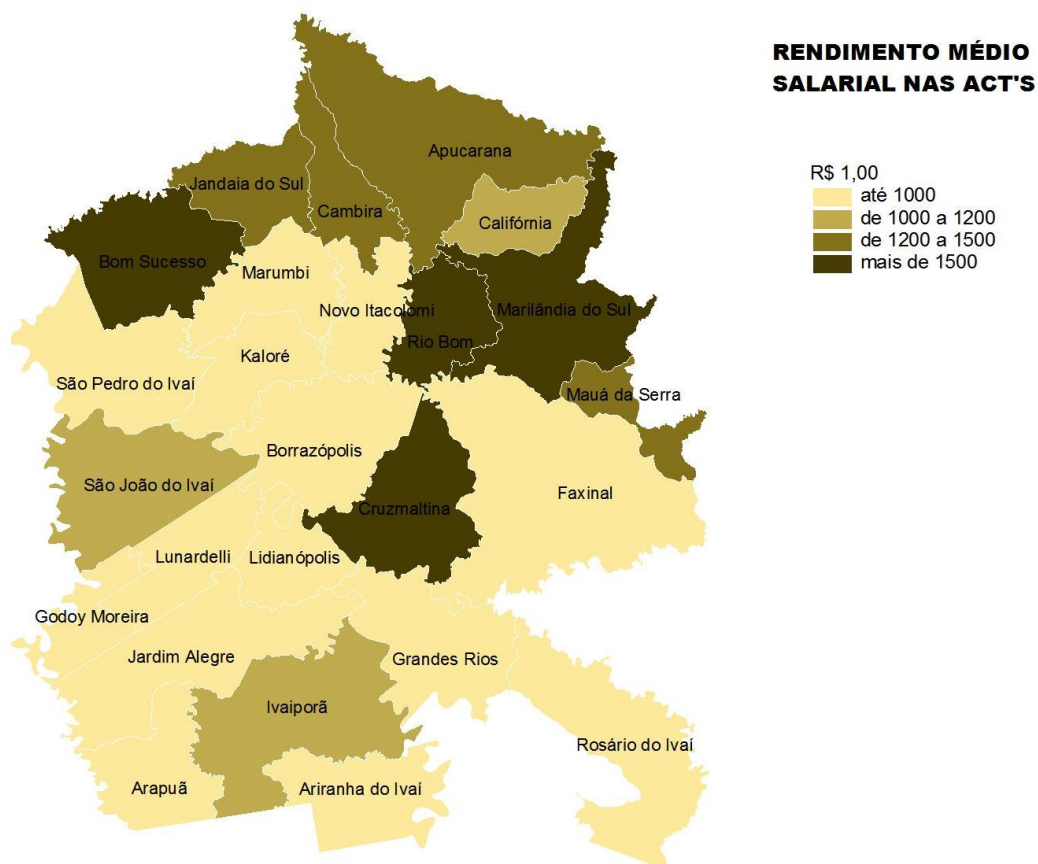 RENDIMENTO MÉDIO
SALARIAL NAS ACT'S
R$ 1,00
até 1000
de 1000 a 1200
de 1200 a 1500
mais de 1500
Apucarana
Jandaia do Sul
Cambira
Califórnia
Bom Sucesso
Marumbi
Novo Itacolomi
Marilândia do Sul
Rio Bom
Kaloré
São Pedro do Ivaí
Mauá da Serra
Borrazópolis
São João do Ivaí
Faxinal
Cruzmaltina
Lunardelli
Lidianópolis
Godoy Moreira
Jardim Alegre
Grandes Rios
Ivaiporã
Rosário do Ivaí
Arapuã
Ariranha do Ivaí